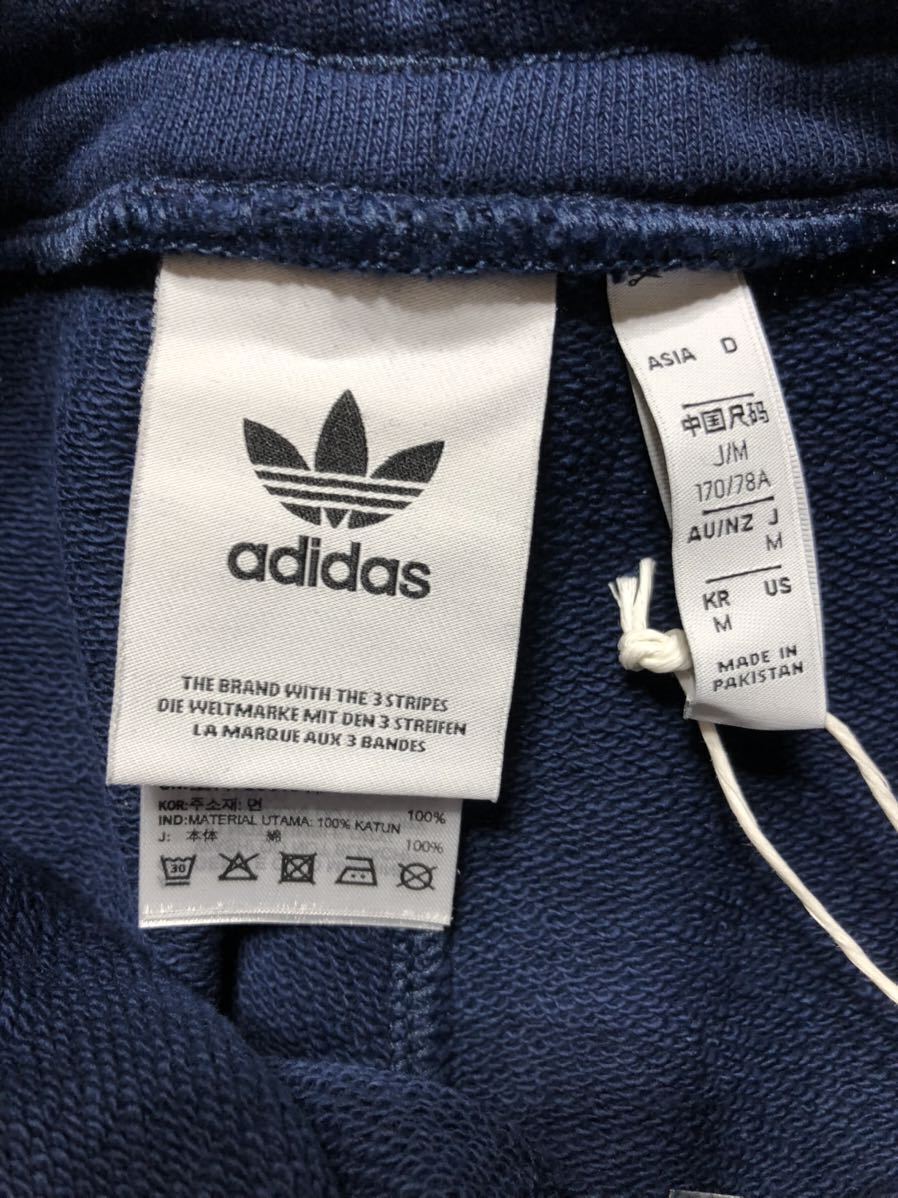 adidas
THE BRAND WITH THE 3 STRIPES
DIE WELTMARKE MIT DEN 3 STREIFEN
LA MARQUE AUX 3 BANDES
KOR:주소재: 면 100%
IND:MATERIAL UTAMA: 100% KATUN
J: 本体 綿 100%
30
ASIA D
中国尺码
J/M
170/78A
AU/NZ J
M
KR US
M
MADE IN
PAKISTAN